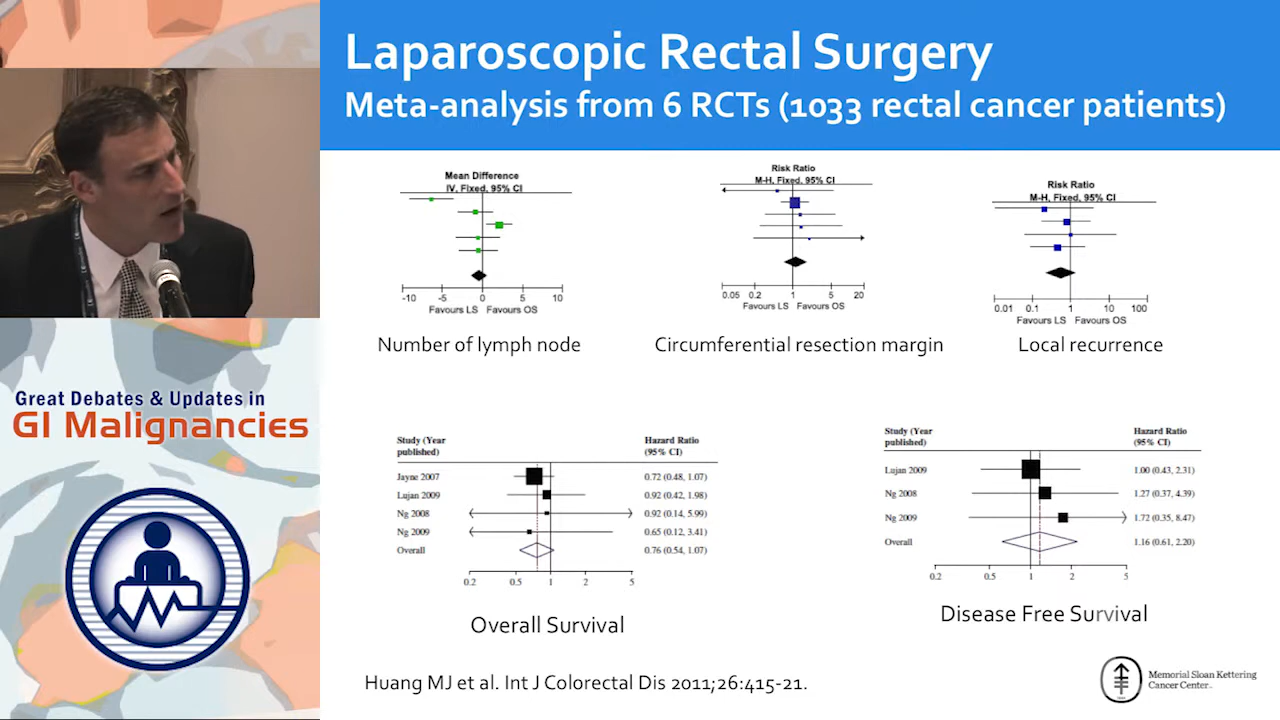 Laparoscopic Rectal Surgery
Meta-analysis from 6 RCTs (1033 rectal cancer patients)
Mean Difference
IV, Fixed, 95% CI
-10 -5 0 5 10
Favours LS Favours OS
Number of lymph node
Risk Ratio
M-H, Fixed, 95% CI
0.05 0.2 1 5 20
Favours LS Favours OS
Circumferential resection margin
Risk Ratio
M-H, Fixed, 95% CI
0.01 0.1 1 10 100
Favours LS Favours OS
Local recurrence
Great Debates & Updates in
GI Malignancies
Study (Year
published)
Hazard Ratio
(95% CI)
Jayne 2007 0.72 (0.48, 1.07)
Lujan 2009 0.92 (0.42, 1.98)
Ng 2008 0.92 (0.14, 5.99)
Ng 2009 0.65 (0.12, 3.41)
Overall 0.76 (0.54, 1.07)
0.2 0.5 1 2 5
Overall Survival
Study (Year
published)
Hazard Ratio
(95% CI)
Lujan 2009 1.00 (0.43, 2.31)
Ng 2008 1.27 (0.37, 4.39)
Ng 2009 1.72 (0.35, 8.47)
Overall 1.16 (0.61, 2.20)
0.2 0.5 1 2 5
Disease Free Survival
Huang MJ et al. Int J Colorectal Dis 2011;26:415-21.
Memorial Sloan Kettering
Cancer Center